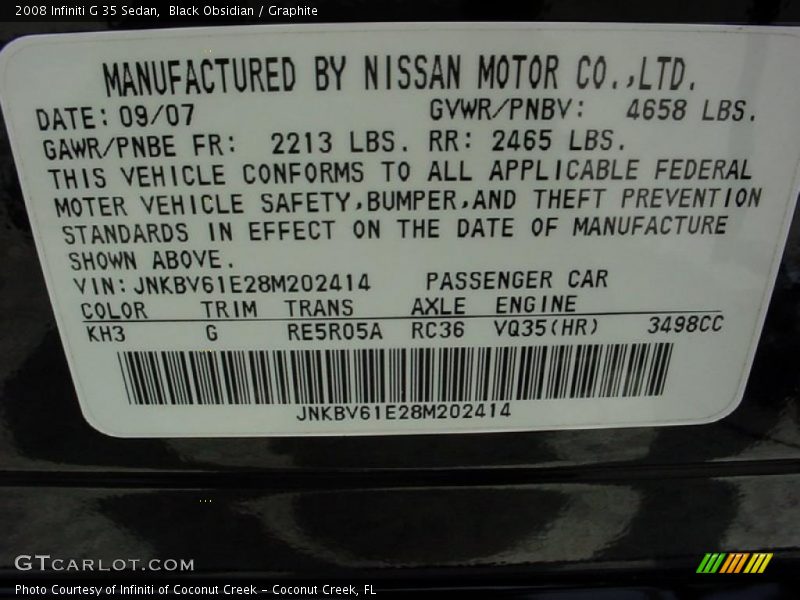 2008 Infiniti G 35 Sedan,  Black Obsidian / Graphite
MANUFACTURED BY NISSAN MOTOR CO.,LTD.
DATE: 09/07 GVWR/PNBV: 4658 LBS.
GAWR/PNBE FR: 2213 LBS. RR: 2465 LBS.
THIS VEHICLE CONFORMS TO ALL APPLICABLE FEDERAL
MOTER VEHICLE SAFETY,BUMPER,AND THEFT PREVENTION
STANDARDS IN EFFECT ON THE DATE OF MANUFACTURE
SHOWN ABOVE.
VIN: JNKBV61E28M202414 PASSENGER CAR
COLOR TRIM TRANS AXLE ENGINE
KH3 G RE5R05A RC36 VQ35(HR) 3498CC
JNKBV61E28M202414
GTCARLOT.COM
Photo Courtesy of Infiniti of Coconut Creek - Coconut Creek, FL